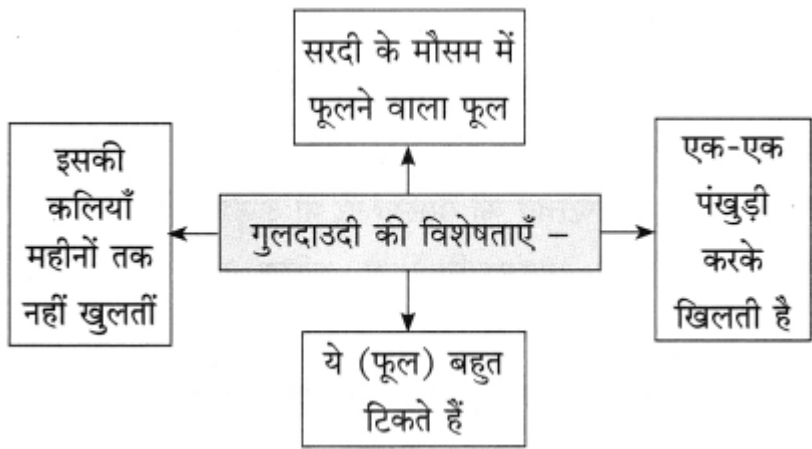 सरदी के मौसम में
फूलने वाला फूल
इसकी
कलियाँ
महीनों तक
नहीं खुलतीं
गुलदाउदी की विशेषताएँ –
एक-एक
पंखुड़ी
करके
खिलती है
ये (फूल) बहुत
टिकते हैं